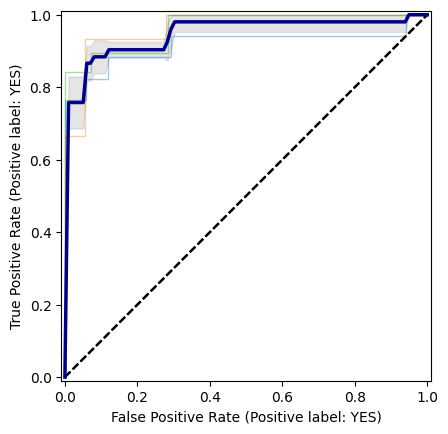 1.0
0.8
0.6
0.4
0.2
0.0
True Positive Rate (Positive label: YES)
0.0 0.2 0.4 0.6 0.8 1.0
False Positive Rate (Positive label: YES)